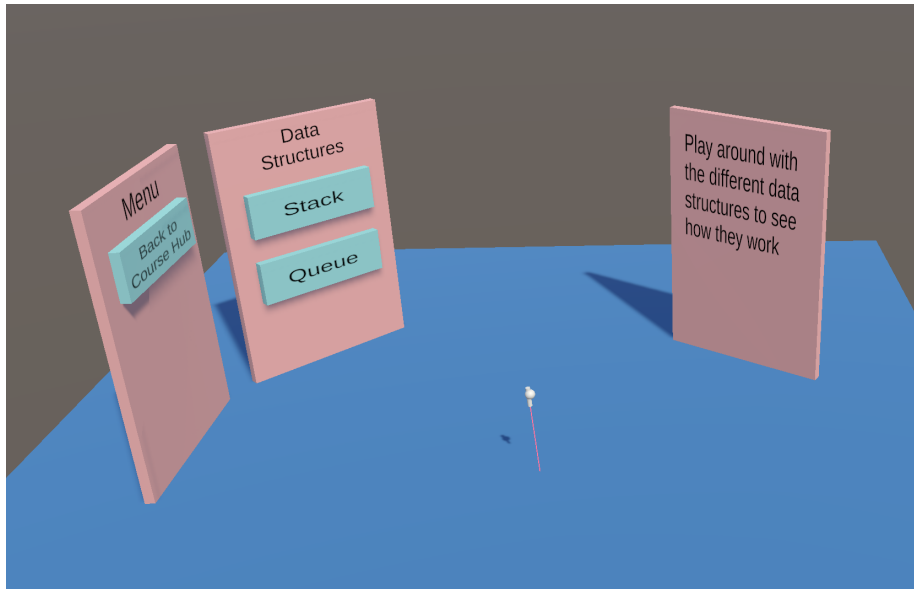 Menu
Back to
Course Hub
Data
Structures
Stack
Queue
Play around with
the different data
structures to see
how they work